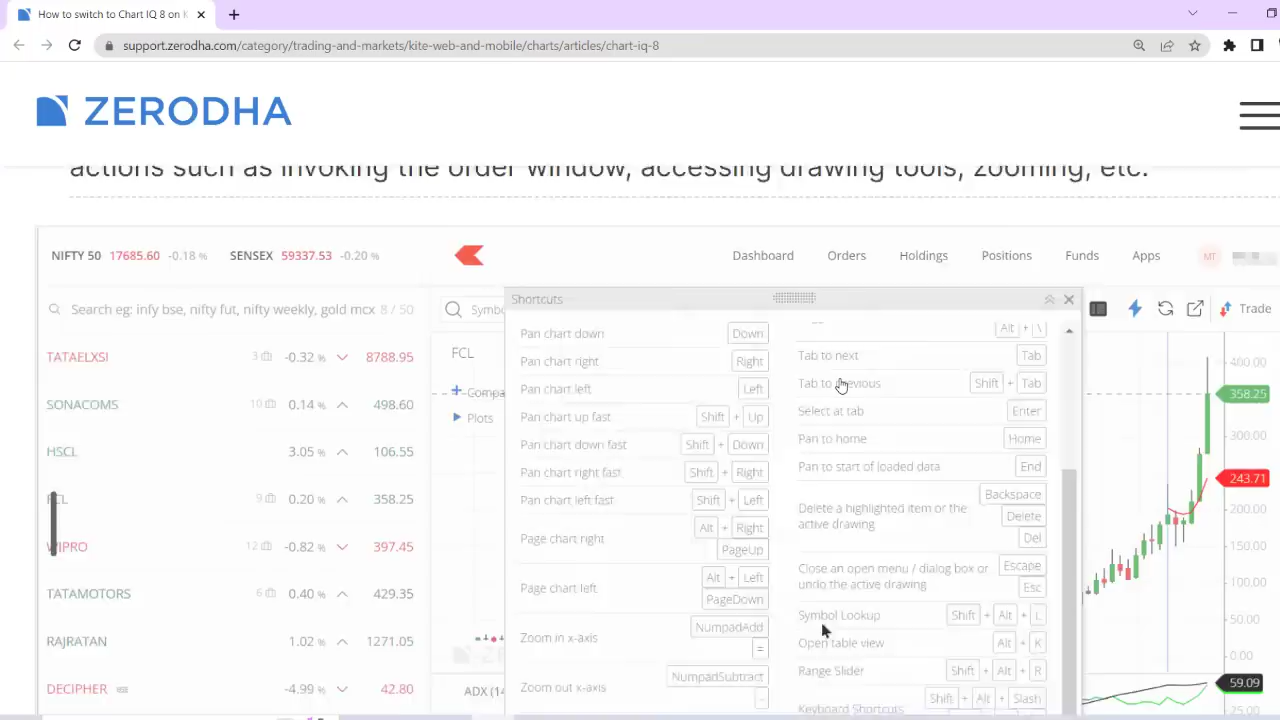 How to switch to Chart IQ 8 on K
support.zerodha.com/category/trading-and-markets/kite-web-and-mobile/charts/articles/chart-iq-8
ZERODHA
actions such as invoking the order window, accessing drawing tools, zooming, etc.
NIFTY 50 17685.60 -0.18 % SENSEX 59337.53 -0.20 %
Dashboard Orders Holdings Positions Funds Apps MT
Search eg: infy bse, nifty fut, nifty weekly, gold mcx 8 / 50
TATAELXSI 3 -0.32 % 8788.95
SONACOMS 10 0.14 % 498.60
HSCL 3.05 % 106.55
FCL 9 0.20 % 358.25
WIPRO 12 -0.82 % 397.45
TATAMOTORS 6 0.40 % 429.35
RAJRATAN 1.02 % 1271.05
DECIPHER -4.99 % 42.80
Symbo
FCL
+ Compa
Plots
ADX (14
Shortcuts
Pan chart down Down
Pan chart right Right
Pan chart left Left
Pan chart up fast Shift + Up
Pan chart down fast Shift + Down
Pan chart right fast Shift + Right
Pan chart left fast Shift + Left
Page chart right Alt + Right
PageUp
Page chart left Alt + Left
PageDown
Zoom in x-axis NumpadAdd
=
Zoom out x-axis NumpadSubtract
-
Alt + \
Tab to next Tab
Tab to previous Shift + Tab
Select at tab Enter
Pan to home Home
Pan to start of loaded data End
Delete a highlighted item or the
active drawing
Backspace
Delete
Del
Close an open menu / dialog box or
undo the active drawing
Escape
Esc
Symbol Lookup Shift + Alt + L
Open table view Alt + K
Range Slider Shift + Alt + R
Keyboard Shortcuts Shift + Alt + Slash
Trade
400.00
358.25
300.00
243.71
200.00
150.00
100.00
50.00
0.00
59.09
25.00